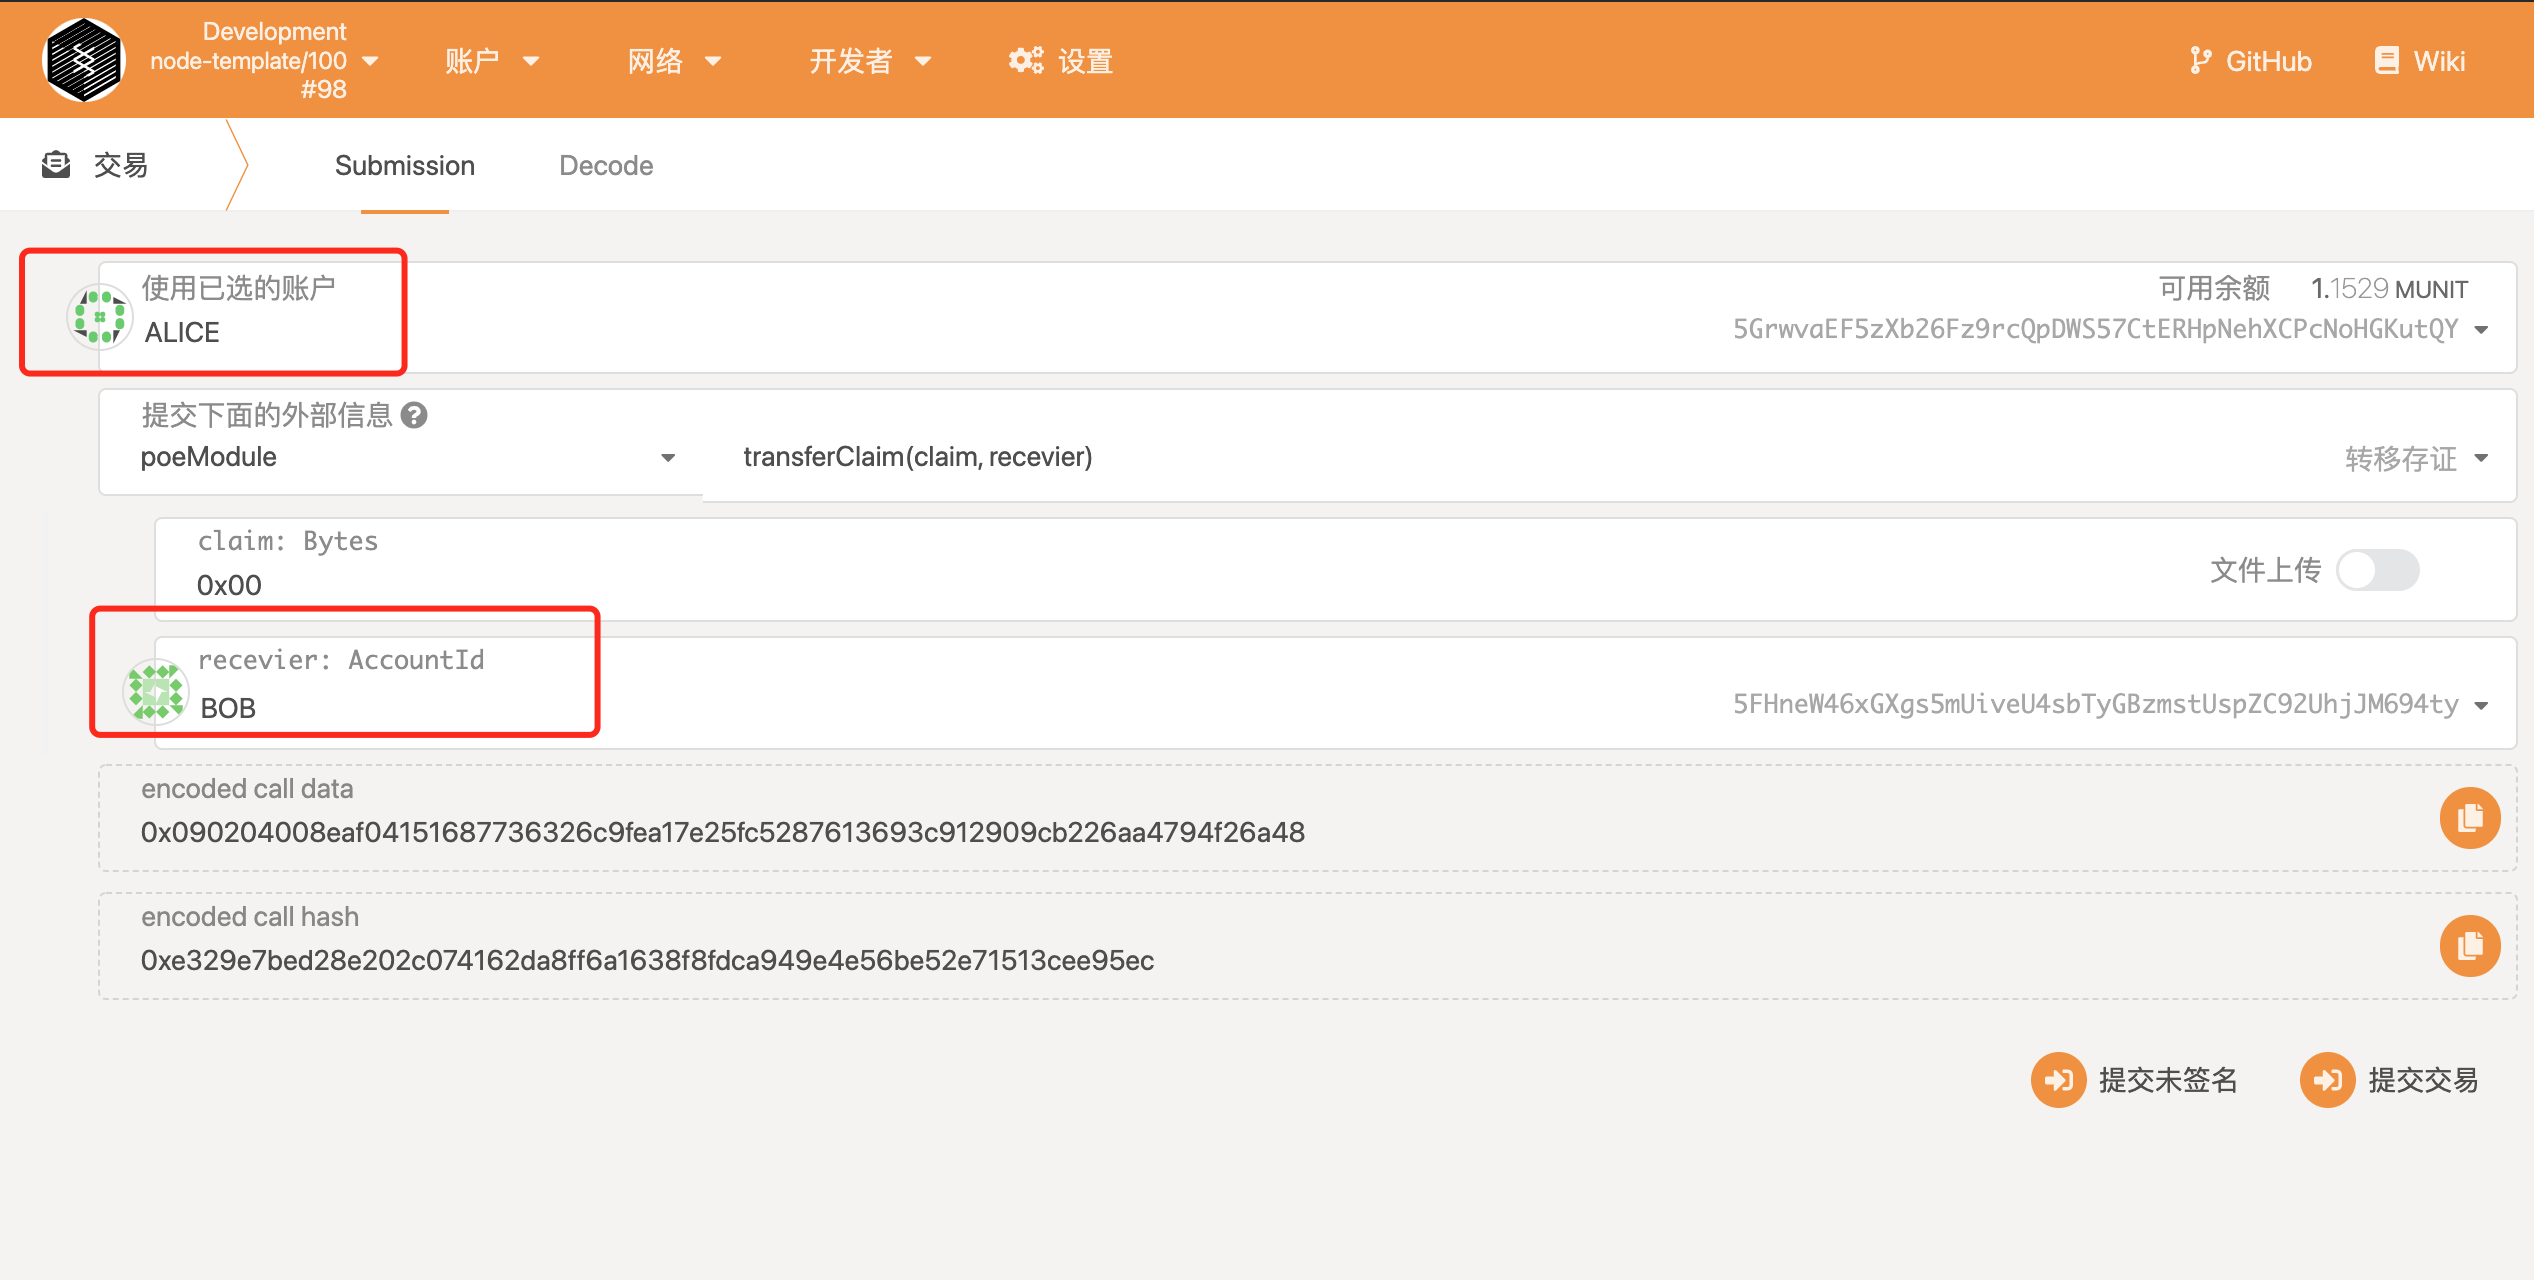 Development
node-template/100
#98
账户
网络
开发者
设置
GitHub
Wiki
交易
Submission
Decode
使用已选的账户
ALICE
可用余额 1.1529 MUNIT
5GrwvaEF5zXb26Fz9rcQpDWS57CtERHpNehXCPcNoHGKutQY
提交下面的外部信息
poeModule
transferClaim(claim, recevier)
转移存证
claim: Bytes
0x00
文件上传
recevier: AccountId
BOB
5FHneW46xGXgs5mUiveU4sbTyGBzmstUspZC92UhjJM694ty
encoded call data
0x090204008eaf04151687736326c9fea17e25fc5287613693c912909cb226aa4794f26a48
encoded call hash
0xe329e7bed28e202c074162da8ff6a1638f8fdca949e4e56be52e71513cee95ec
提交未签名
提交交易